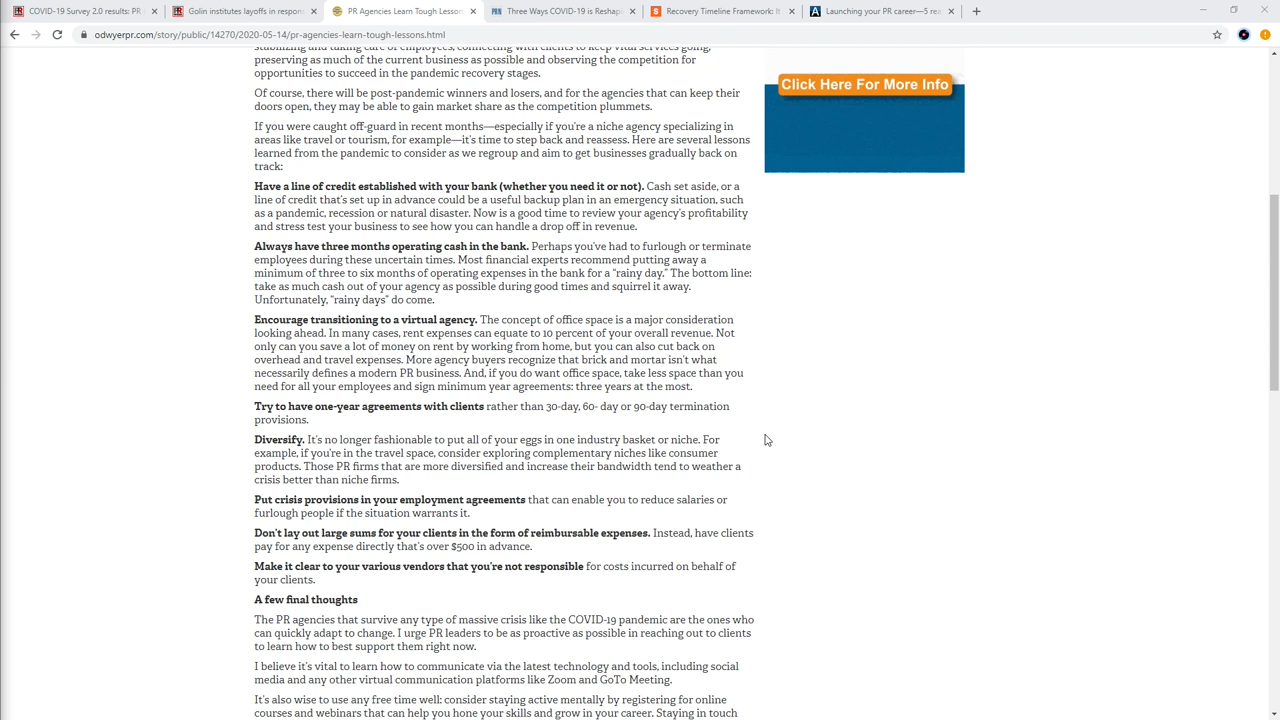 COVID-19 Survey 2.0 results: PR
Golin institutes layoffs in respon
PR Agencies Learn Tough Lesson
Three Ways COVID-19 is Reshap
Recovery Timeline Framework: It
Launching your PR career—5 rea
odwyerpr.com/story/public/14270/2020-05-14/pr-agencies-learn-tough-lessons.html
stabilizing and taking care of employees, connecting with clients to keep vital services going,
preserving as much of the current business as possible and observing the competition for
opportunities to succeed in the pandemic recovery stages.
Click Here For More Info
Of course, there will be post-pandemic winners and losers, and for the agencies that can keep their
doors open, they may be able to gain market share as the competition plummets.
If you were caught off-guard in recent months—especially if you're a niche agency specializing in
areas like travel or tourism, for example—it's time to step back and reassess. Here are several lessons
learned from the pandemic to consider as we regroup and aim to get businesses gradually back on
track:
Have a line of credit established with your bank (whether you need it or not). Cash set aside, or a
line of credit that's set up in advance could be a useful backup plan in an emergency situation, such
as a pandemic, recession or natural disaster. Now is a good time to review your agency's profitability
and stress test your business to see how you can handle a drop off in revenue.
Always have three months operating cash in the bank. Perhaps you've had to furlough or terminate
employees during these uncertain times. Most financial experts recommend putting away a
minimum of three to six months of operating expenses in the bank for a "rainy day." The bottom line:
take as much cash out of your agency as possible during good times and squirrel it away.
Unfortunately, "rainy days" do come.
Encourage transitioning to a virtual agency. The concept of office space is a major consideration
looking ahead. In many cases, rent expenses can equate to 10 percent of your overall revenue. Not
only can you save a lot of money on rent by working from home, but you can also cut back on
overhead and travel expenses. More agency buyers recognize that brick and mortar isn't what
necessarily defines a modern PR business. And, if you do want office space, take less space than you
need for all your employees and sign minimum year agreements: three years at the most.
Try to have one-year agreements with clients rather than 30-day, 60- day or 90-day termination
provisions.
Diversify. It's no longer fashionable to put all of your eggs in one industry basket or niche. For
example, if you're in the travel space, consider exploring complementary niches like consumer
products. Those PR firms that are more diversified and increase their bandwidth tend to weather a
crisis better than niche firms.
Put crisis provisions in your employment agreements that can enable you to reduce salaries or
furlough people if the situation warrants it.
Don't lay out large sums for your clients in the form of reimbursable expenses. Instead, have clients
pay for any expense directly that's over $500 in advance.
Make it clear to your various vendors that you're not responsible for costs incurred on behalf of
your clients.
A few final thoughts
The PR agencies that survive any type of massive crisis like the COVID-19 pandemic are the ones who
can quickly adapt to change. I urge PR leaders to be as proactive as possible in reaching out to clients
to learn how to best support them right now.
I believe it's vital to learn how to communicate via the latest technology and tools, including social
media and any other virtual communication platforms like Zoom and GoTo Meeting.
It's also wise to use any free time well: consider staying active mentally by registering for online
courses and webinars that can help you hone your skills and grow in your career. Staying in touch